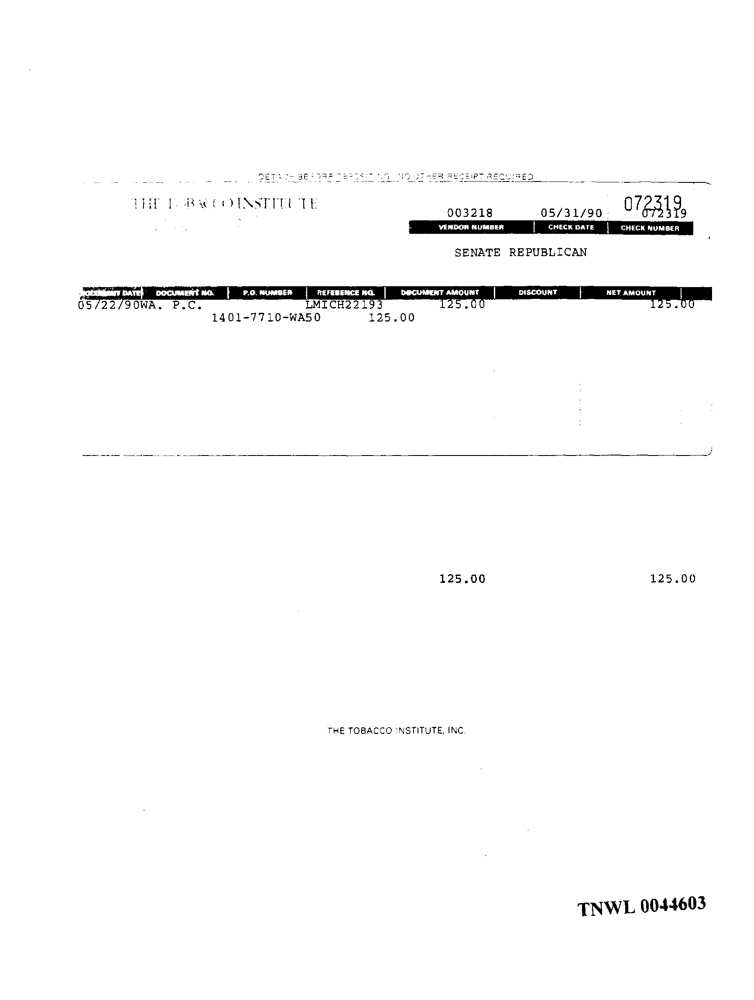 DETACH BEFORE DEPOSITING. NO OTHER RECEIPT REQUIRED
THE TOBACCO INSTITUTE
003218 05/31/90 072319 072319
VENDOR NUMBER CHECK DATE CHECK NUMBER
SENATE REPUBLICAN
DOCUMENT DATE DOCUMENT NO. P.O. NUMBER REFERENCE NO. DOCUMENT AMOUNT DISCOUNT NET AMOUNT
05/22/90WA. P.C. LMICH22193 125.00 125.00
1401-7710-WA50 125.00
125.00 125.00
THE TOBACCO INSTITUTE, INC.
TNWL 0044603